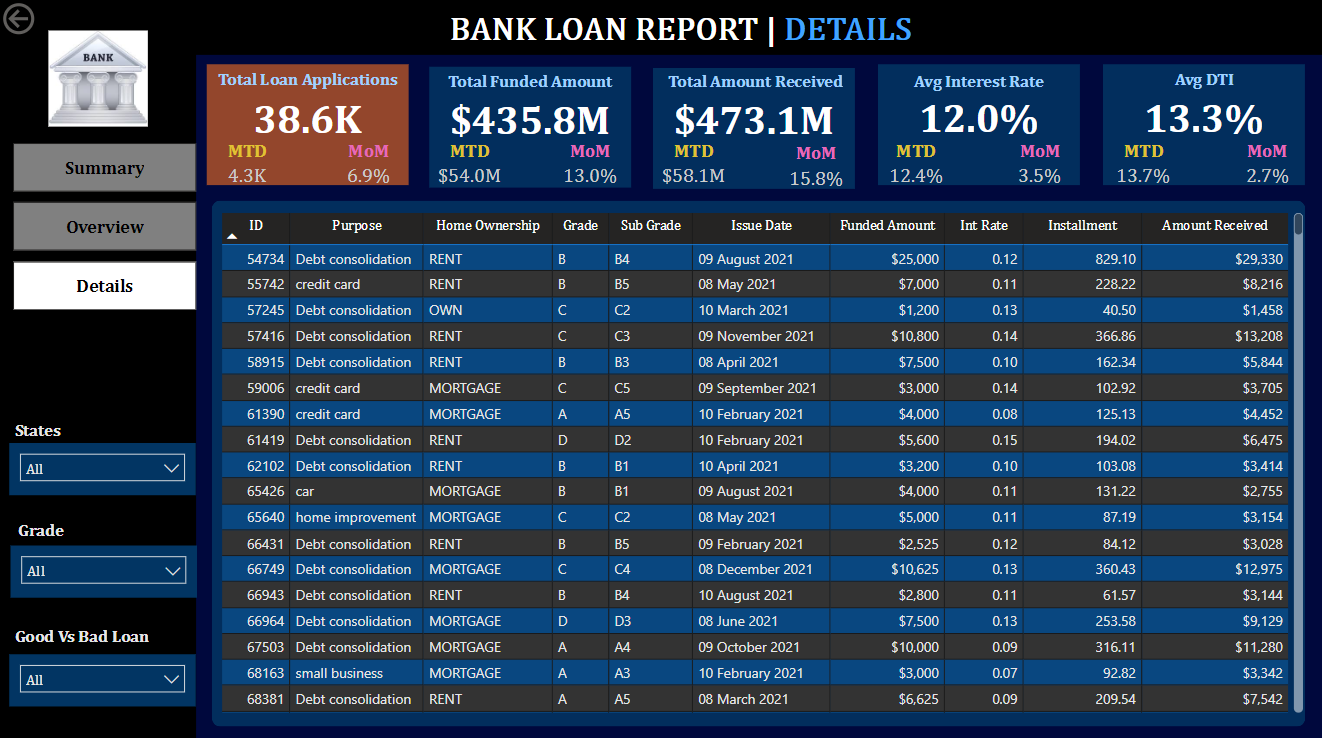 BANK LOAN REPORT | DETAILS
BANK
Summary
Overview
Details
States
All
Grade
All
Good Vs Bad Loan
All
Total Loan Applications
38.6K
MTD MoM
4.3K 6.9%
Total Funded Amount
$435.8M
MTD MoM
$54.0M 13.0%
Total Amount Received
$473.1M
MTD MoM
$58.1M 15.8%
Avg Interest Rate
12.0%
MTD MoM
12.4% 3.5%
Avg DTI
13.3%
MTD MoM
13.7% 2.7%
ID Purpose Home Ownership Grade Sub Grade Issue Date Funded Amount Int Rate Installment Amount Received
54734 Debt consolidation RENT B B4 09 August 2021 $25,000 0.12 829.10 $29,330
55742 credit card RENT B B5 08 May 2021 $7,000 0.11 228.22 $8,216
57245 Debt consolidation OWN C C2 10 March 2021 $1,200 0.13 40.50 $1,458
57416 Debt consolidation RENT C C3 09 November 2021 $10,800 0.14 366.86 $13,208
58915 Debt consolidation RENT B B3 08 April 2021 $7,500 0.10 162.34 $5,844
59006 credit card MORTGAGE C C5 09 September 2021 $3,000 0.14 102.92 $3,705
61390 credit card MORTGAGE A A5 10 February 2021 $4,000 0.08 125.13 $4,452
61419 Debt consolidation RENT D D2 10 February 2021 $5,600 0.15 194.02 $6,475
62102 Debt consolidation RENT B B1 10 April 2021 $3,200 0.10 103.08 $3,414
65426 car MORTGAGE B B1 09 August 2021 $4,000 0.11 131.22 $2,755
65640 home improvement MORTGAGE C C2 08 May 2021 $5,000 0.11 87.19 $3,154
66431 Debt consolidation RENT B B5 09 February 2021 $2,525 0.12 84.12 $3,028
66749 Debt consolidation MORTGAGE C C4 08 December 2021 $10,625 0.13 360.43 $12,975
66943 Debt consolidation RENT B B4 10 August 2021 $2,800 0.11 61.57 $3,144
66964 Debt consolidation MORTGAGE D D3 08 June 2021 $7,500 0.13 253.58 $9,129
67503 Debt consolidation MORTGAGE A A4 09 October 2021 $10,000 0.09 316.11 $11,280
68163 small business MORTGAGE A A3 10 February 2021 $3,000 0.07 92.82 $3,342
68381 Debt consolidation RENT A A5 08 March 2021 $6,625 0.09 209.54 $7,542